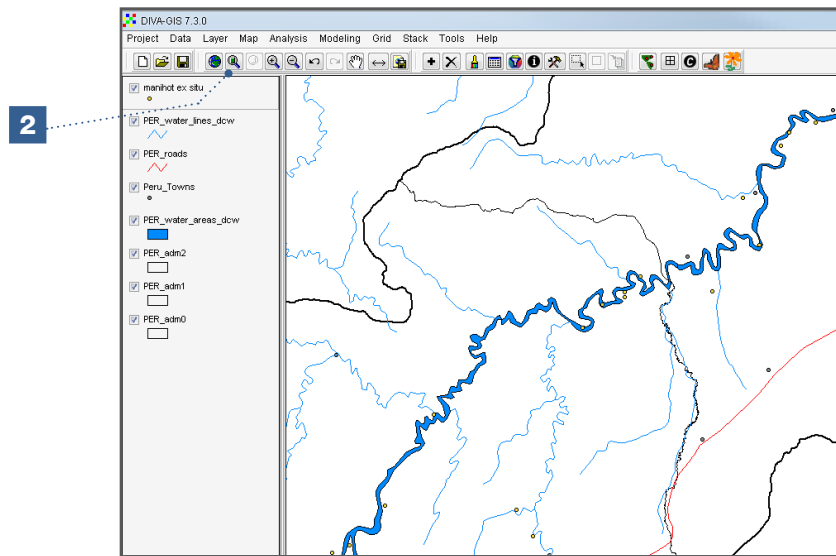 DIVA-GIS 7.3.0
Project Data Layer Map Analysis Modeling Grid Stack Tools Help
2
manihot ex situ
PER_water_lines_dcw
PER_roads
Peru_Towns
PER_water_areas_dcw
PER_adm2
PER_adm1
PER_adm0